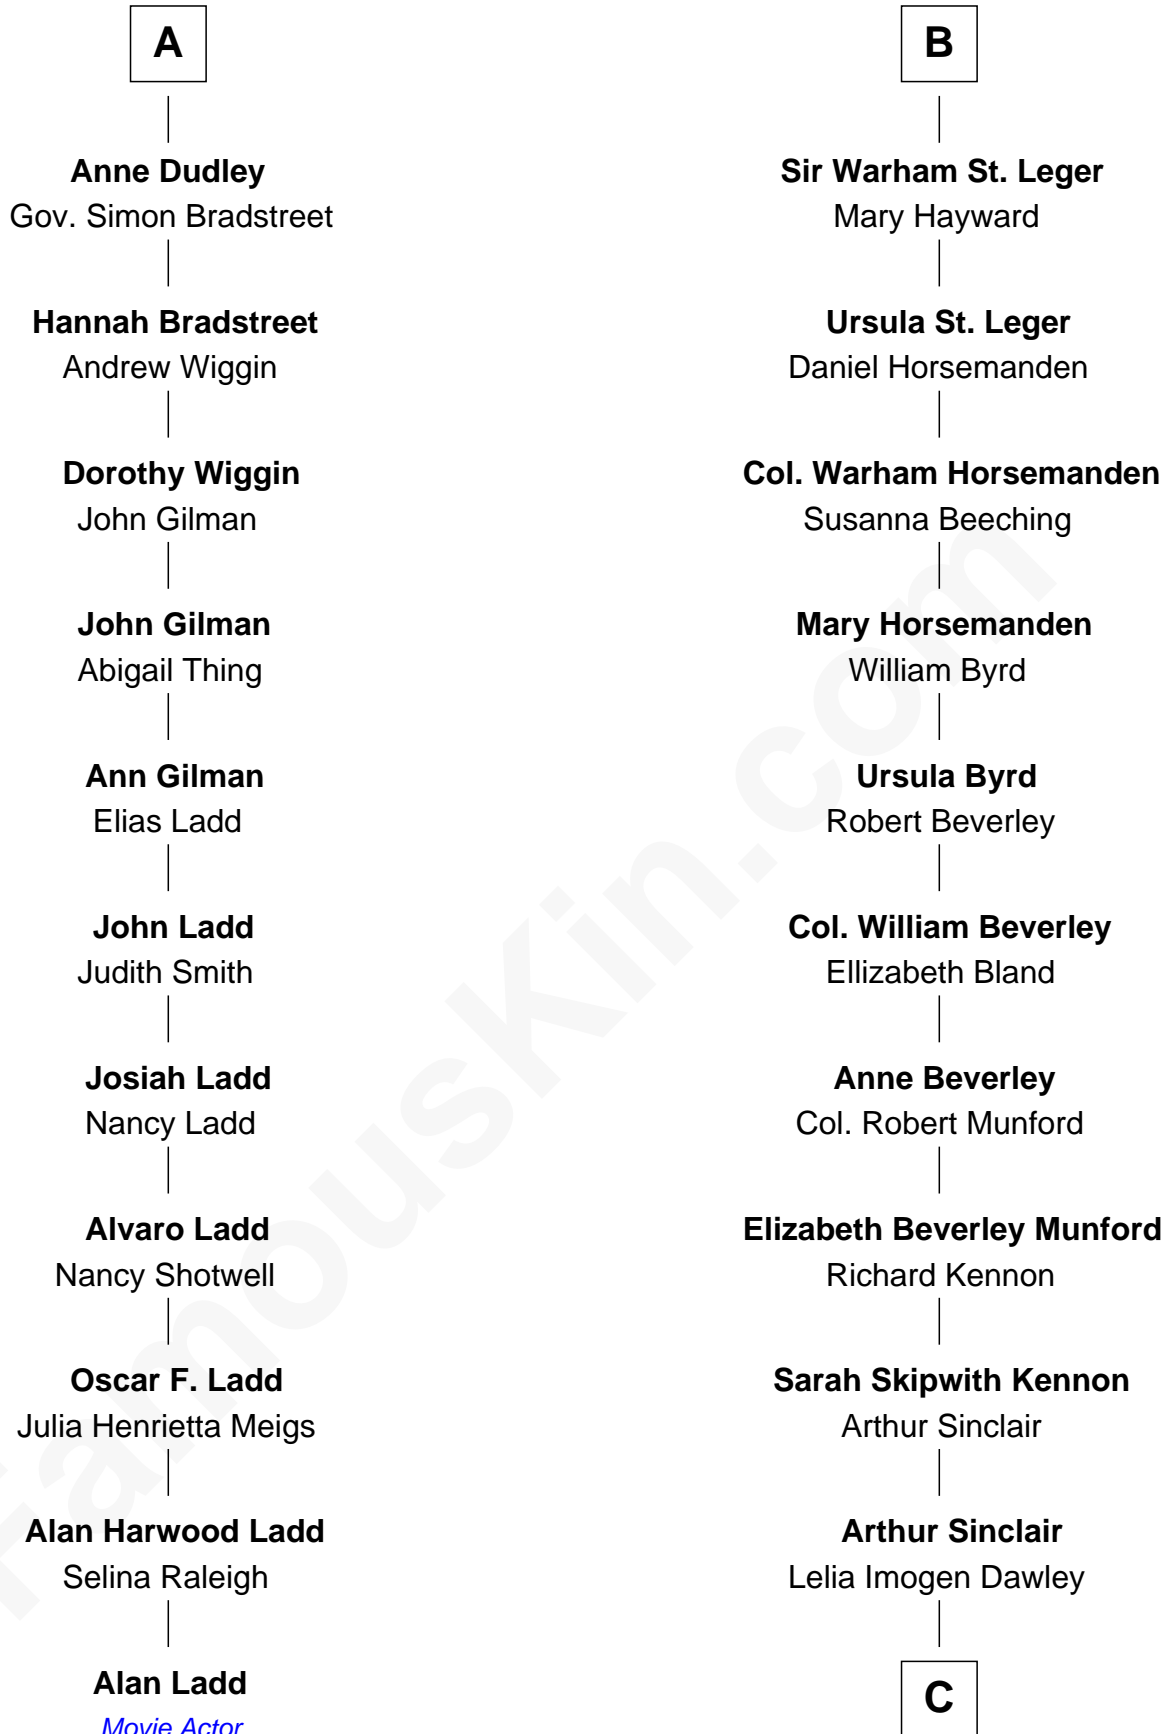 A
Anne Dudley
Gov. Simon Bradstreet
Hannah Bradstreet
Andrew Wiggin
Dorothy Wiggin
John Gilman
John Gilman
Abigail Thing
Ann Gilman
Elias Ladd
John Ladd
Judith Smith
Josiah Ladd
Nancy Ladd
Alvaro Ladd
Nancy Shotwell
Oscar F. Ladd
Julia Henrietta Meigs
Alan Harwood Ladd
Selina Raleigh
Alan Ladd
Movie Actor
B
Sir Warham St. Leger
Mary Hayward
Ursula St. Leger
Daniel Horsemanden
Col. Warham Horsemanden
Susanna Beeching
Mary Horsemanden
William Byrd
Ursula Byrd
Robert Beverley
Col. William Beverley
Ellizabeth Bland
Anne Beverley
Col. Robert Munford
Elizabeth Beverley Munford
Richard Kennon
Sarah Skipwith Kennon
Arthur Sinclair
Arthur Sinclair
Lelia Imogen Dawley
C
FamousKin.com